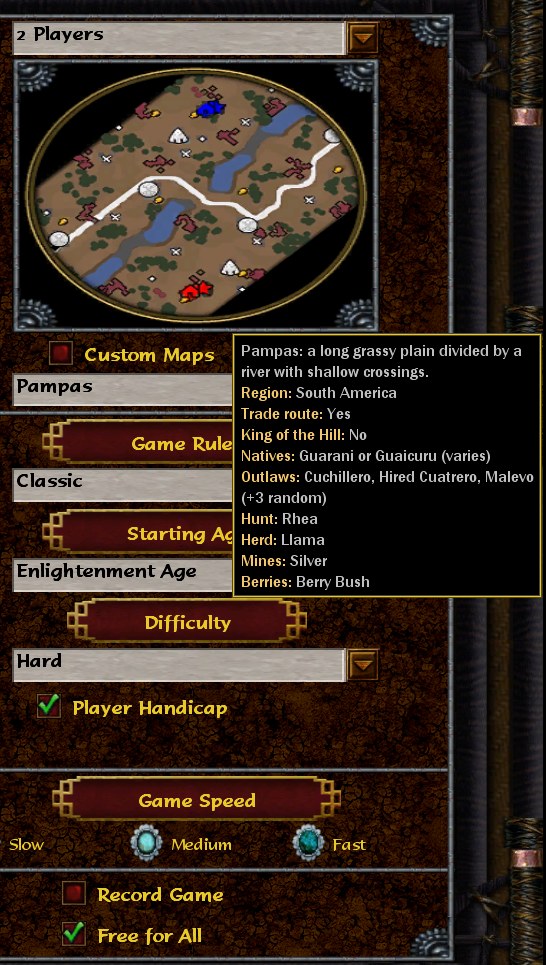 2 Players
Custom Maps
Pampas
Game Rule
Classic
Starting Ag
Enlightenment Age
Pampas: a long grassy plain divided by a
river with shallow crossings.
Region: South America
Trade route: Yes
King of the Hill: No
Natives: Guarani or Guaicuru (varies)
Outlaws: Cuchillero, Hired Cuatrero, Malevo
(+3 random)
Hunt: Rhea
Herd: Llama
Mines: Silver
Berries: Berry Bush
Difficulty
Hard
Player Handicap
Game Speed
Slow Medium Fast
Record Game
Free for All